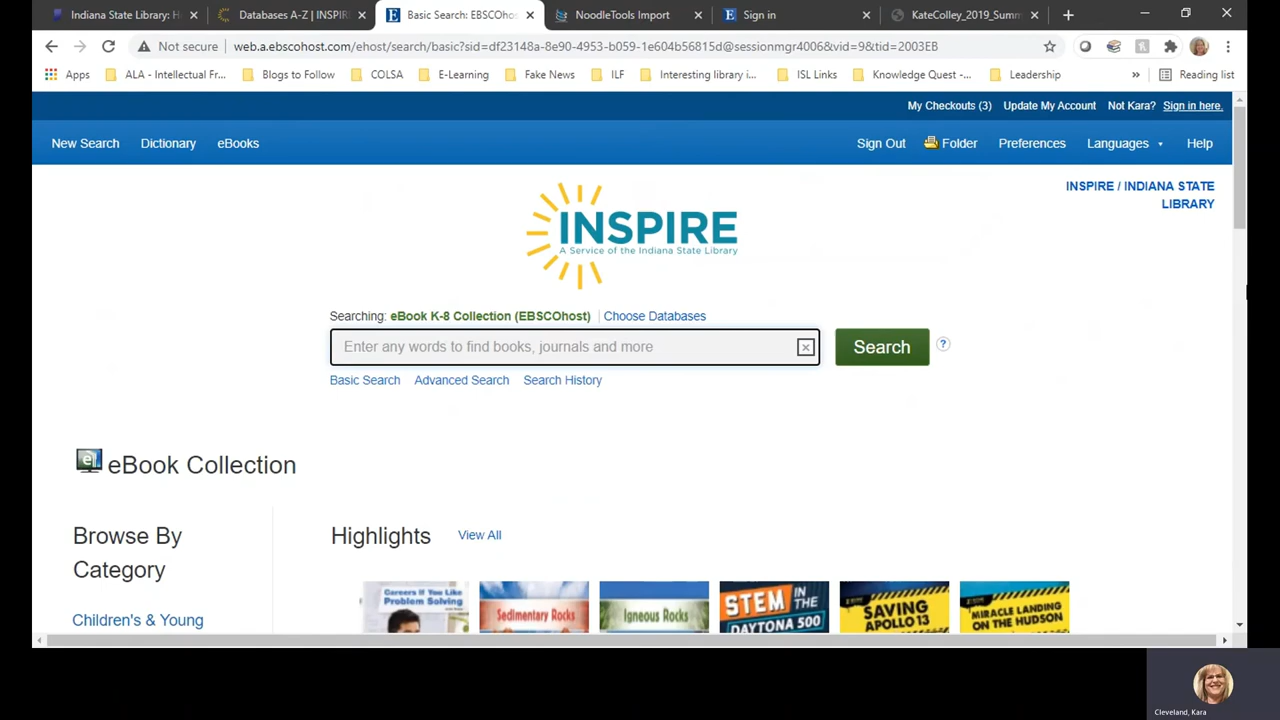 Indiana State Library: H
Databases A-Z | INSPIRE
Basic Search: EBSCOhos
NoodleTools Import
Sign in
KateColley_2019_Summ
Not secure
web.a.ebscohost.com/ehost/search/basic?sid=df23148a-8e90-4953-b059-1e604b56815d@sessionmgr4006&vid=9&tid=2003EB
Apps
ALA - Intellectual Fr...
Blogs to Follow
COLSA
E-Learning
Fake News
ILF
Interesting library i...
ISL Links
Knowledge Quest -...
Leadership
»
Reading list
My Checkouts (3)
Update My Account
Not Kara?
Sign in here.
New Search
Dictionary
eBooks
Sign Out
Folder
Preferences
Languages
Help
INSPIRE / INDIANA STATE
LIBRARY
INSPIRE
A Service of the Indiana State Library
Searching: eBook K-8 Collection (EBSCOhost)
Choose Databases
Enter any words to find books, journals and more
Search
?
Basic Search
Advanced Search
Search History
eBook Collection
Browse By
Category
Highlights
View All
Children's & Young
Careers If You Like
Problem Solving
Sedimentary Rocks
Igneous Rocks
STEM IN THE
DAYTONA 500
SAVING
APOLLO 13
MIRACLE LANDING
ON THE HUDSON
Cleveland, Kara